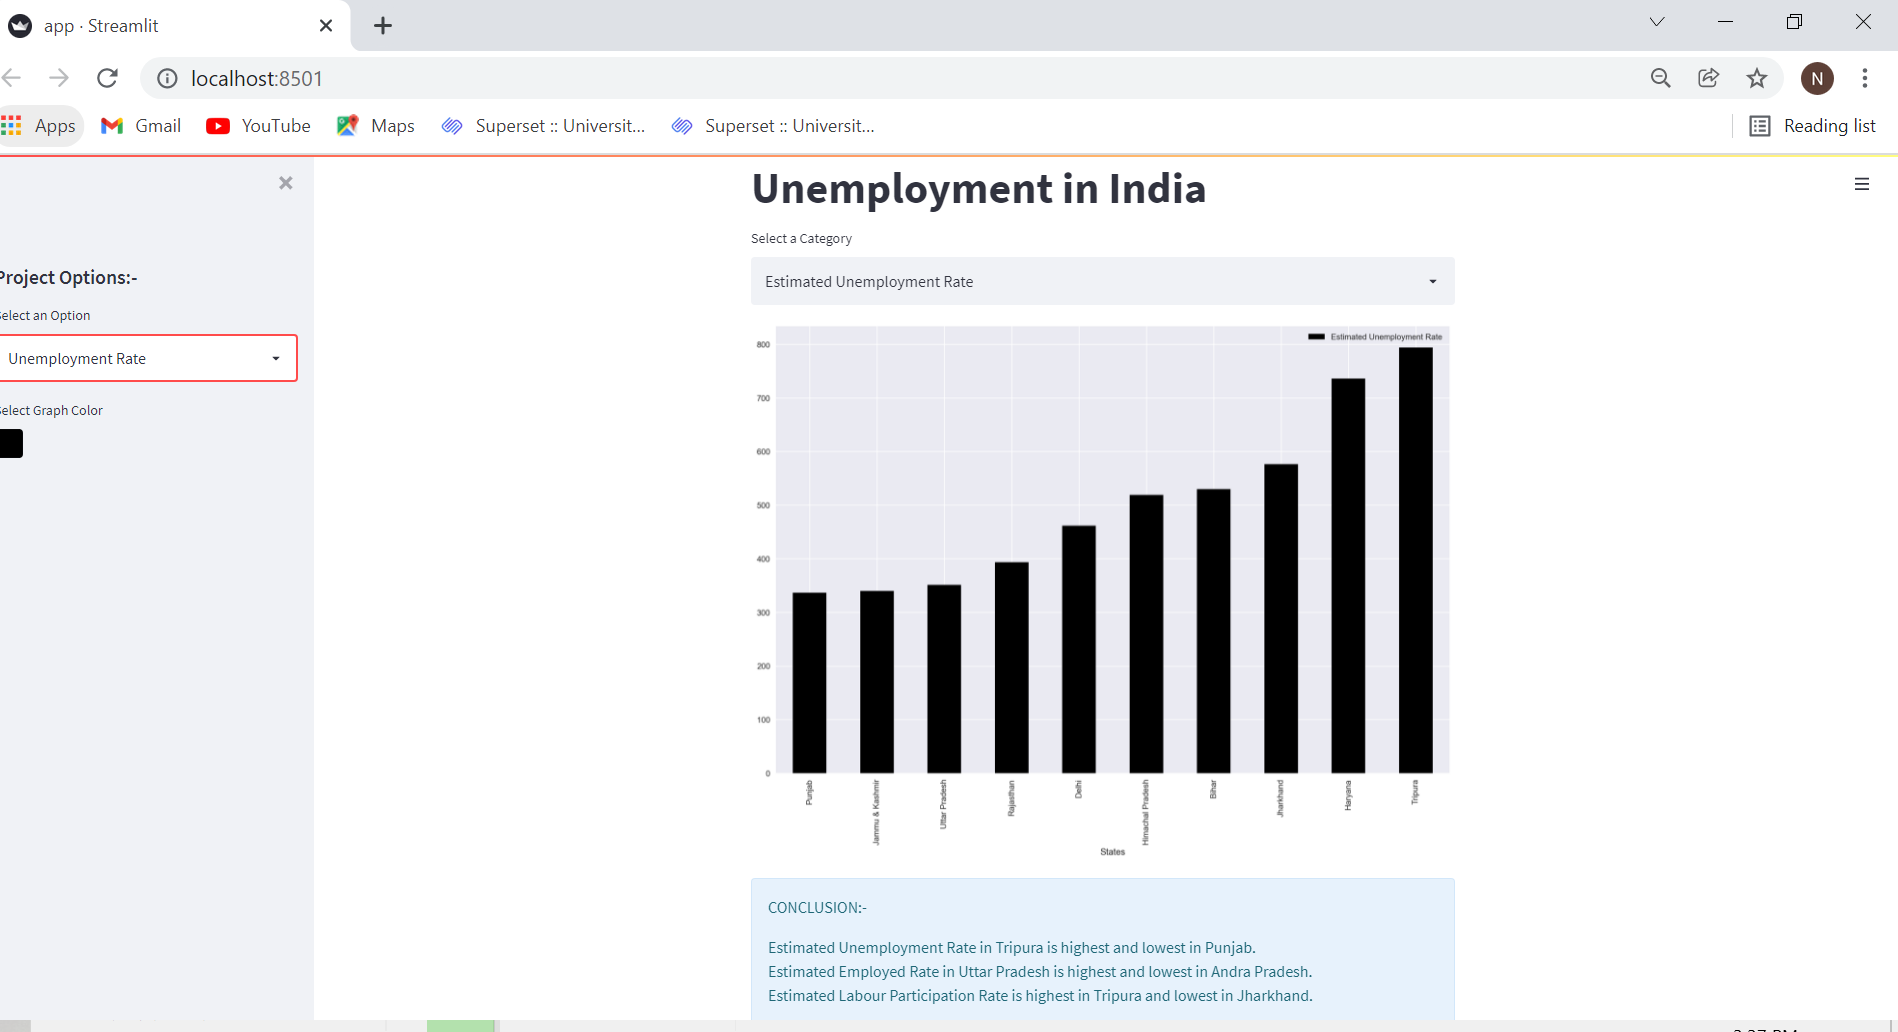 app · Streamlit
localhost:8501
N
Apps
Gmail
YouTube
Maps
Superset :: Universit...
Superset :: Universit...
Reading list
Project Options:-
Select an Option
Unemployment Rate
Select Graph Color
Unemployment in India
Select a Category
Estimated Unemployment Rate
Estimated Unemployment Rate
800
700
600
500
400
300
200
100
0
Punjab
Jammu & Kashmir
Uttar Pradesh
Rajasthan
Delhi
Himachal Pradesh
Bihar
Jharkhand
Haryana
Tripura
States
CONCLUSION:-
Estimated Unemployment Rate in Tripura is highest and lowest in Punjab.
Estimated Employed Rate in Uttar Pradesh is highest and lowest in Andra Pradesh.
Estimated Labour Participation Rate is highest in Tripura and lowest in Jharkhand.